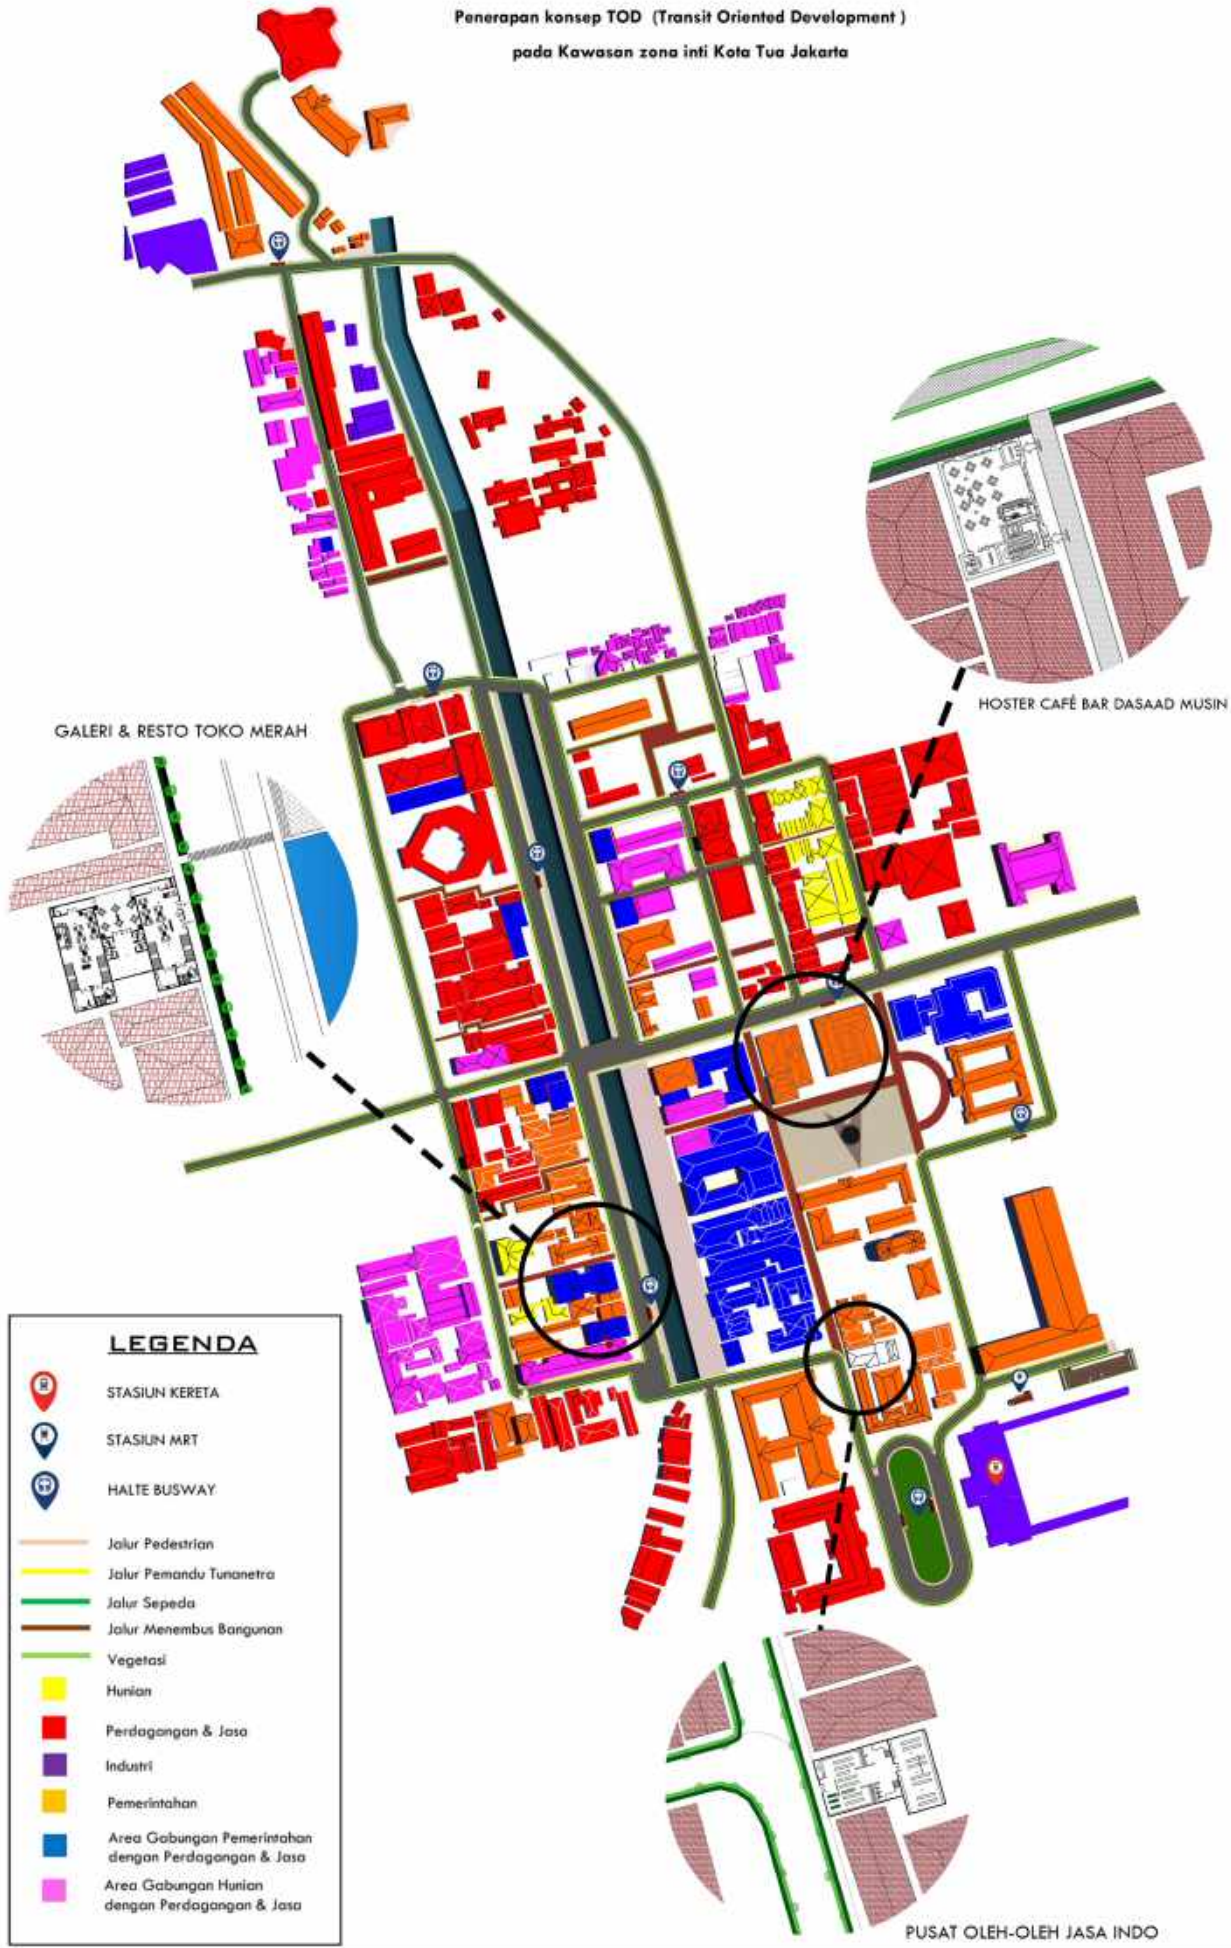 Penerapan konsep TOD (Transit Oriented Development )
pada Kawasan zona inti Kota Tua Jakarta
HOSTER CAFÉ BAR DASAAD MUSIN
GALERI & RESTO TOKO MERAH
LEGENDA
STASIUN KERETA
STASIUN MRT
HALTE BUSWAY
Jalur Pedestrian
Jalur Pemandu Tunanetra
Jalur Sepeda
Jalur Menembus Bangunan
Vegetasi
Hunian
Perdagangan & Jasa
Industri
Pemerintahan
Area Gabungan Pemerintahan
dengan Perdagangan & Jasa
Area Gabungan Hunian
dengan Perdagangan & Jasa
PUSAT OLEH-OLEH JASA INDO